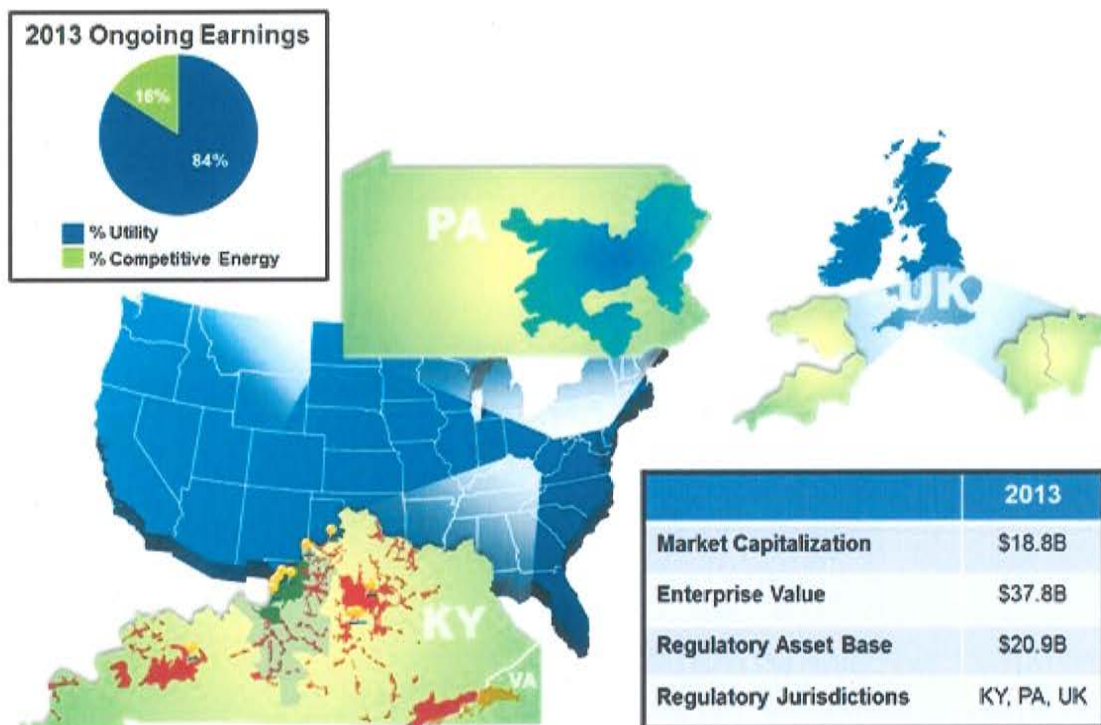 2013 Ongoing Earnings
16%
84%
% Utility
% Competitive Energy
PA
UK
KY
VA
2013
Market Capitalization $18.8B
Enterprise Value $37.8B
Regulatory Asset Base $20.9B
Regulatory Jurisdictions KY, PA, UK